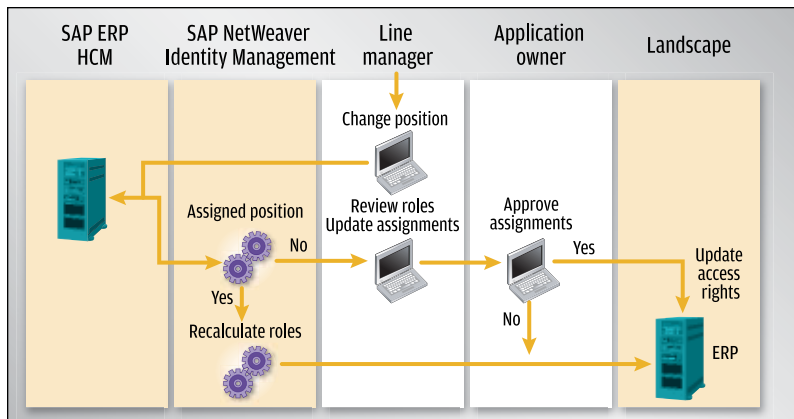 SAP ERP
HCM
SAP NetWeaver
Identity Management
Line
manager
Application
owner
Landscape
Change position
Assigned position
Review roles
Update assignments
Approve
assignments
No
Yes
Update
access
rights
Yes
No
Recalculate roles
ERP